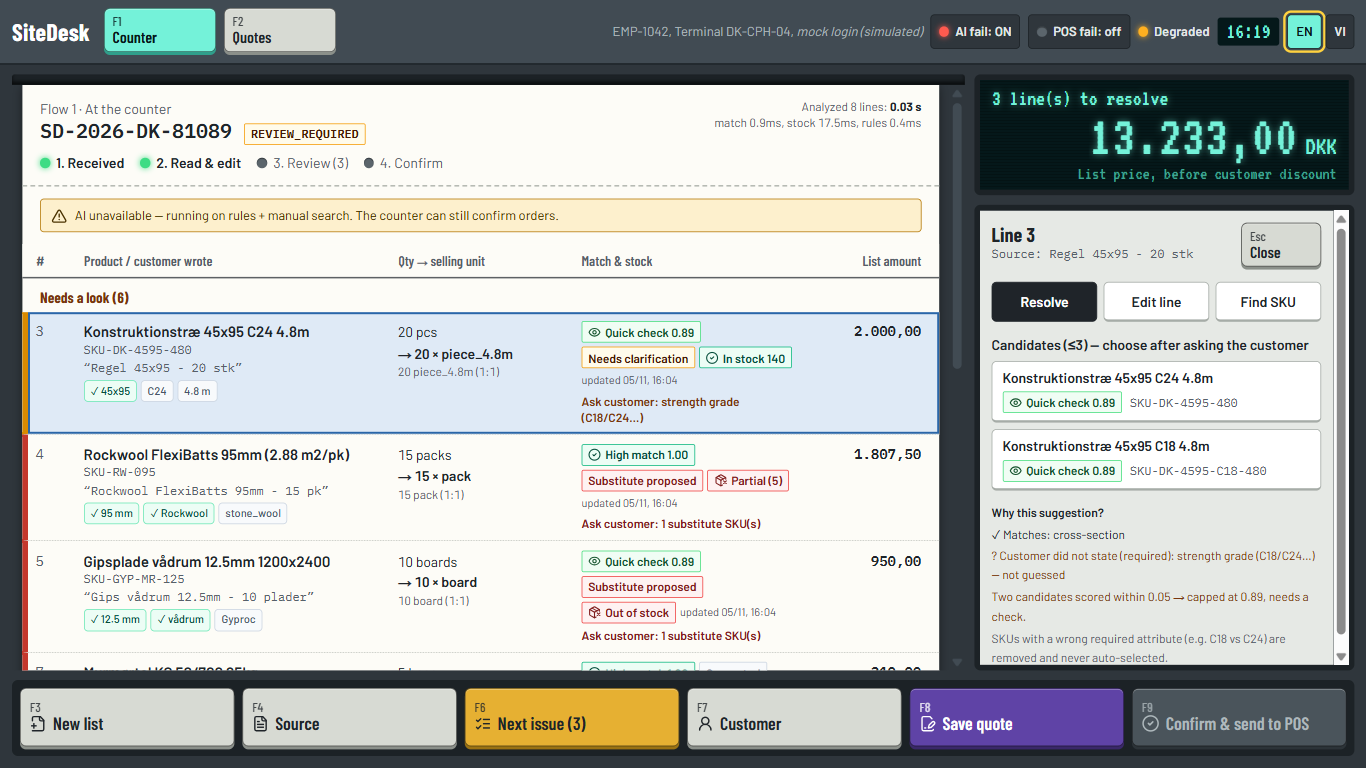 SiteDesk
F1
Counter
F2
Quotes
EMP-1042, Terminal DK-CPH-04, mock login (simulated)
AI fail: ON
POS fail: off
Degraded
16:19
EN
VI
Flow 1 · At the counter
SD-2026-DK-81089
REVIEW_REQUIRED
Analyzed 8 lines: 0.03 s
match 0.9ms, stock 17.5ms, rules 0.4ms
1. Received
2. Read & edit
3. Review (3)
4. Confirm
AI unavailable — running on rules + manual search. The counter can still confirm orders.
# Product / customer wrote Qty → selling unit Match & stock List amount
Needs a look (6)
3
Konstruktionstræ 45x95 C24 4.8m
SKU-DK-4595-480
“Regel 45x95 - 20 stk”
✓ 45x95
C24
4.8 m
20 pcs
→ 20 × piece_4.8m
20 piece_4.8m (1:1)
Quick check 0.89
Needs clarification
In stock 140
updated 05/11, 16:04
Ask customer: strength grade
(C18/C24…)
2.000,00
4
Rockwool FlexiBatts 95mm (2.88 m2/pk)
SKU-RW-095
“Rockwool FlexiBatts 95mm - 15 pk”
✓ 95 mm
✓ Rockwool
stone_wool
15 packs
→ 15 × pack
15 pack (1:1)
High match 1.00
Substitute proposed
Partial (5)
updated 05/11, 16:04
Ask customer: 1 substitute SKU(s)
1.807,50
5
Gipsplade vådrum 12.5mm 1200x2400
SKU-GYP-MR-125
“Gips vådrum 12.5mm - 10 plader”
✓ 12.5 mm
✓ vådrum
Gyproc
10 boards
→ 10 × board
10 board (1:1)
Quick check 0.89
Substitute proposed
Out of stock
updated 05/11, 16:04
Ask customer: 1 substitute SKU(s)
950,00
3 line(s) to resolve
13.233,00 DKK
List price, before customer discount
Line 3
Source: Regel 45x95 - 20 stk
Esc
Close
Resolve
Edit line
Find SKU
Candidates (≤3) — choose after asking the customer
Konstruktionstræ 45x95 C24 4.8m
Quick check 0.89
SKU-DK-4595-480
Konstruktionstræ 45x95 C18 4.8m
Quick check 0.89
SKU-DK-4595-C18-480
Why this suggestion?
✓ Matches: cross-section
? Customer did not state (required): strength grade (C18/C24…)
— not guessed
Two candidates scored within 0.05 → capped at 0.89, needs a
check.
SKUs with a wrong required attribute (e.g. C18 vs C24) are
removed and never auto-selected.
F3
New list
F4
Source
F6
Next issue (3)
F7
Customer
F8
Save quote
F9
Confirm & send to POS